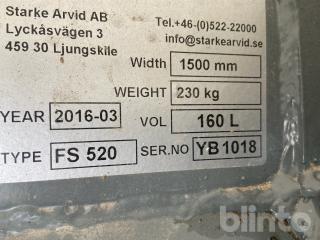 Starke Arvid AB
Lyckåsvägen 3
459 30 Ljungskile
Tel.+46-(0)522-22000
info@starkearvid.se
Width 1500 mm
WEIGHT 230 kg
YEAR 2016-03 VOL 160 L
TYPE FS 520 SER.NO YB1018
blinto